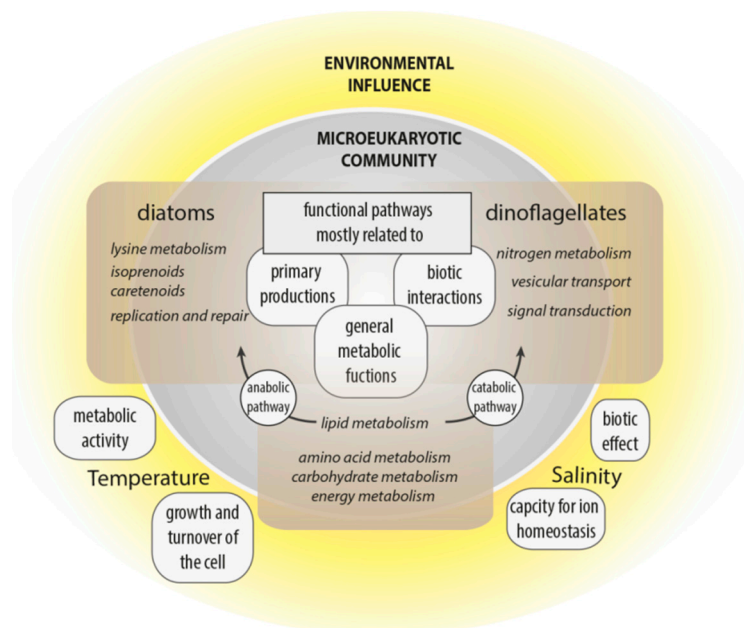 ENVIRONMENTAL
INFLUENCE
MICROEUKARYOTIC
COMMUNITY
diatoms
lysine metabolism
isoprenoids
caretenoids
replication and repair
functional pathways
mostly related to
primary
productions
biotic
interactions
general
metabolic
fuctions
dinoflagellates
nitrogen metabolism
vesicular transport
signal transduction
anabolic
pathway
catabolic
pathway
lipid metabolism
amino acid metabolism
carbohydrate metabolism
energy metabolism
metabolic
activity
Temperature
growth and
turnover of
the cell
biotic
effect
Salinity
capcity for ion
homeostasis